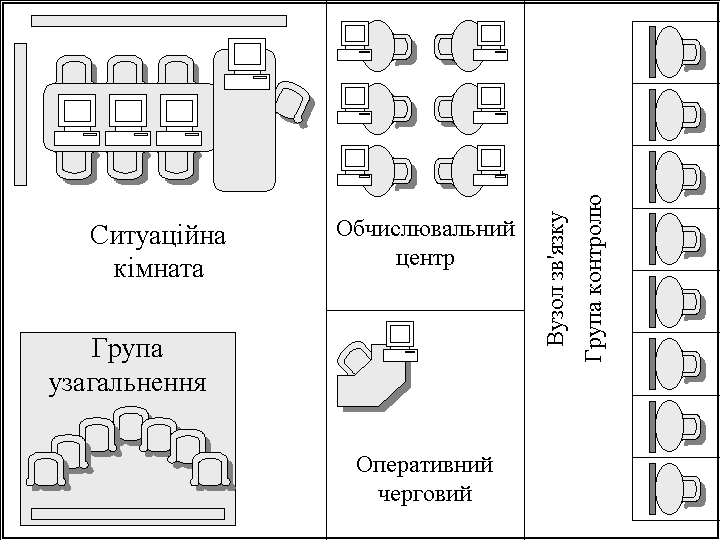 Ситуаційна
кімната
Обчислювальний
центр
Вузол зв'язку
Група контролю
Група
узагальнення
Оперативний
черговий